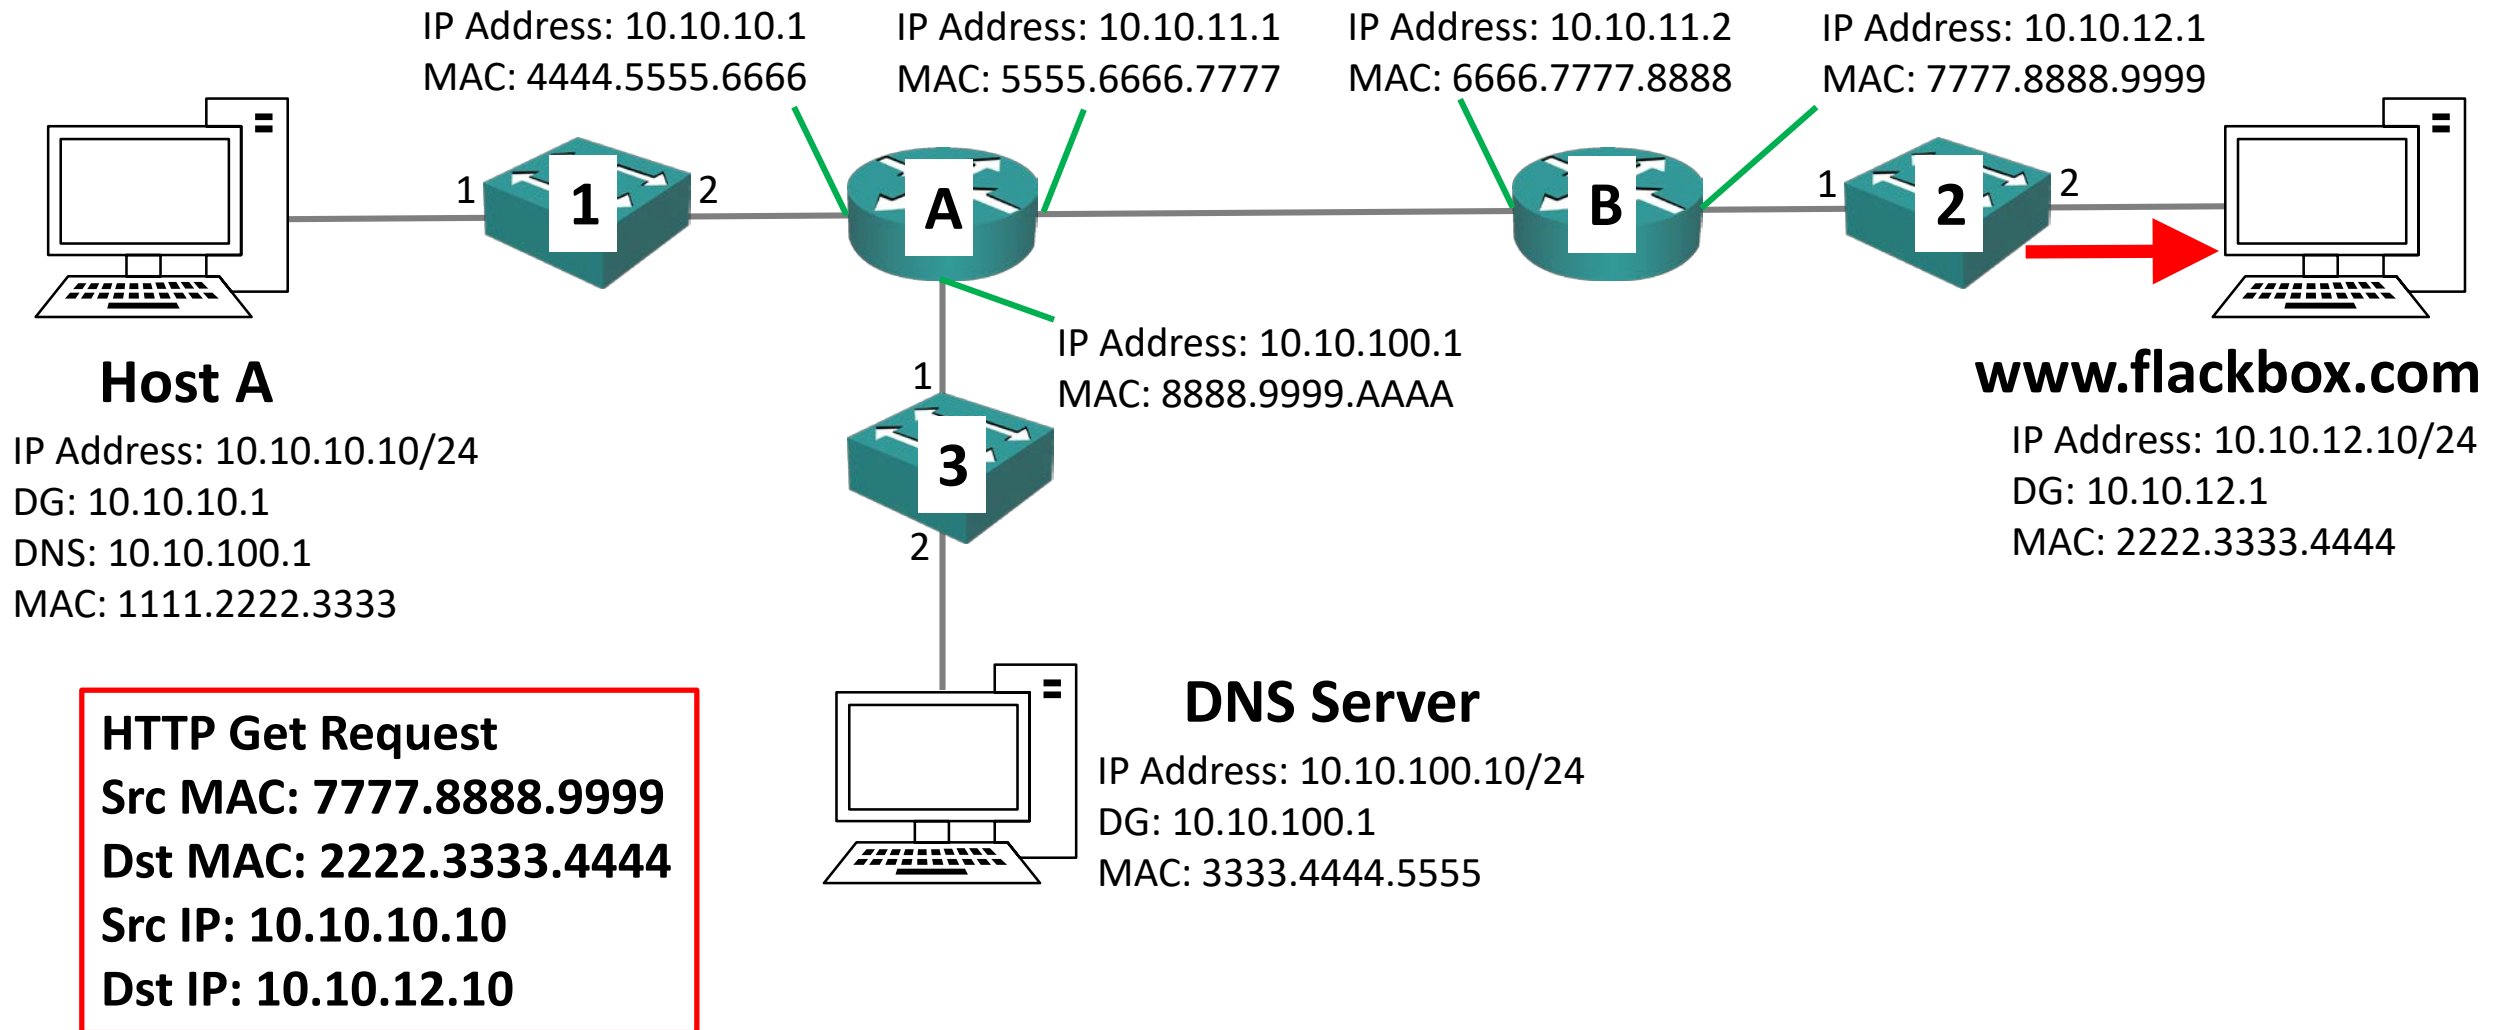 IP Address: 10.10.10.1
MAC: 4444.5555.6666
IP Address: 10.10.11.1
MAC: 5555.6666.7777
IP Address: 10.10.11.2
MAC: 6666.7777.8888
IP Address: 10.10.12.1
MAC: 7777.8888.9999
1
1
2
A
B
1
2
2
Host A
IP Address: 10.10.10.10/24
DG: 10.10.10.1
DNS: 10.10.100.1
MAC: 1111.2222.3333
IP Address: 10.10.100.1
MAC: 8888.9999.AAAA
1
3
2
www.flackbox.com
IP Address: 10.10.12.10/24
DG: 10.10.12.1
MAC: 2222.3333.4444
HTTP Get Request
Src MAC: 7777.8888.9999
Dst MAC: 2222.3333.4444
Src IP: 10.10.10.10
Dst IP: 10.10.12.10
DNS Server
IP Address: 10.10.100.10/24
DG: 10.10.100.1
MAC: 3333.4444.5555